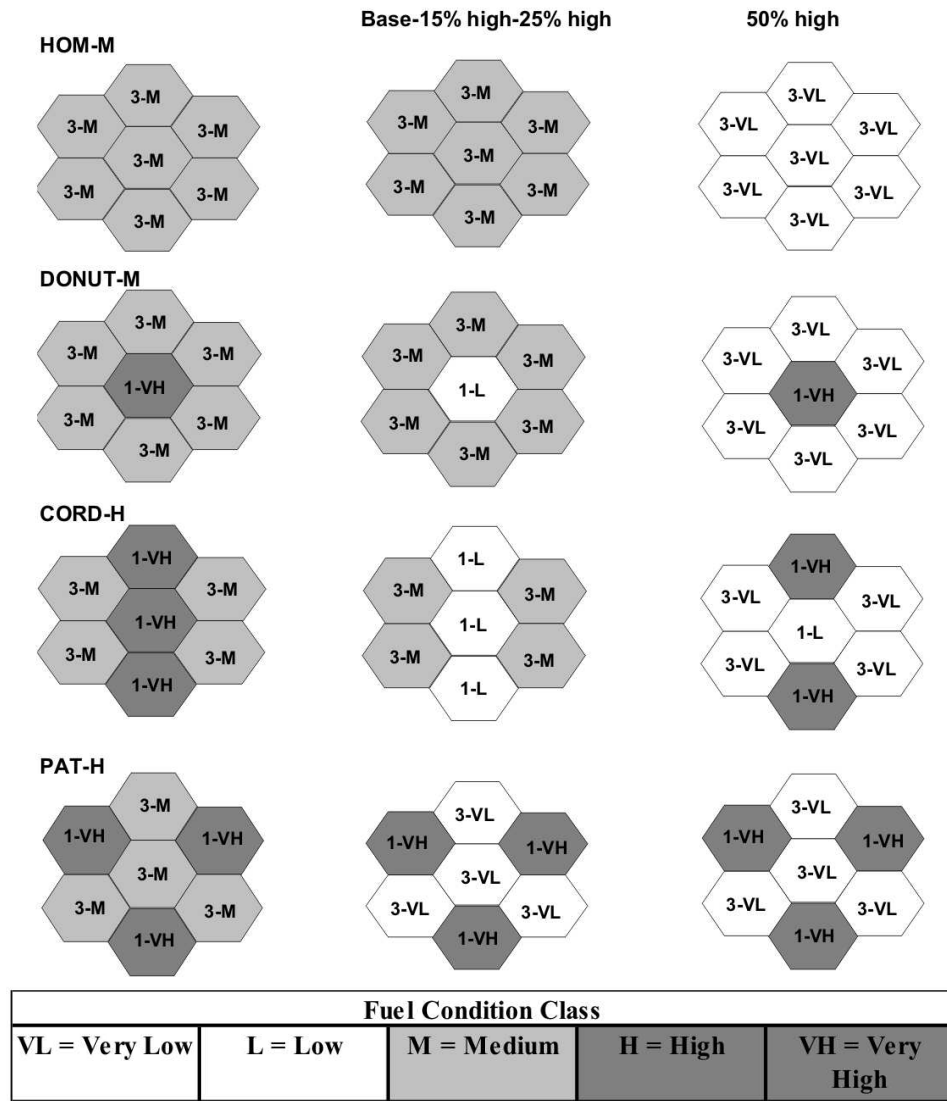 Base-15% high-25% high 50% high
HOM-M
3-M 3-M 3-VL
3-M 3-M 3-M 3-M 3-VL 3-VL
3-M 3-M 3-VL
3-M 3-M 3-M 3-M 3-VL 3-VL
3-M 3-M 3-VL
DONUT-M
3-M 3-M 3-VL
3-M 3-M 3-M 3-M 3-VL 3-VL
1-VH 1-L 1-VH
3-M 3-M 3-M 3-M 3-VL 3-VL
3-M 3-M 3-VL
CORD-H
1-VH 1-L 1-VH
3-M 3-M 3-M 3-M 3-VL 3-VL
1-VH 1-L 1-L
3-M 3-M 3-M 3-M 3-VL 3-VL
1-VH 1-L 1-VH
PAT-H
3-M 3-VL 3-VL
1-VH 1-VH 1-VH 1-VH 1-VH 1-VH
3-M 3-VL 3-VL
3-M 3-M 3-VL 3-VL 3-VL 3-VL
1-VH 1-VH 1-VH
Fuel Condition Class
VL = Very Low L = Low M = Medium H = High VH = Very
High